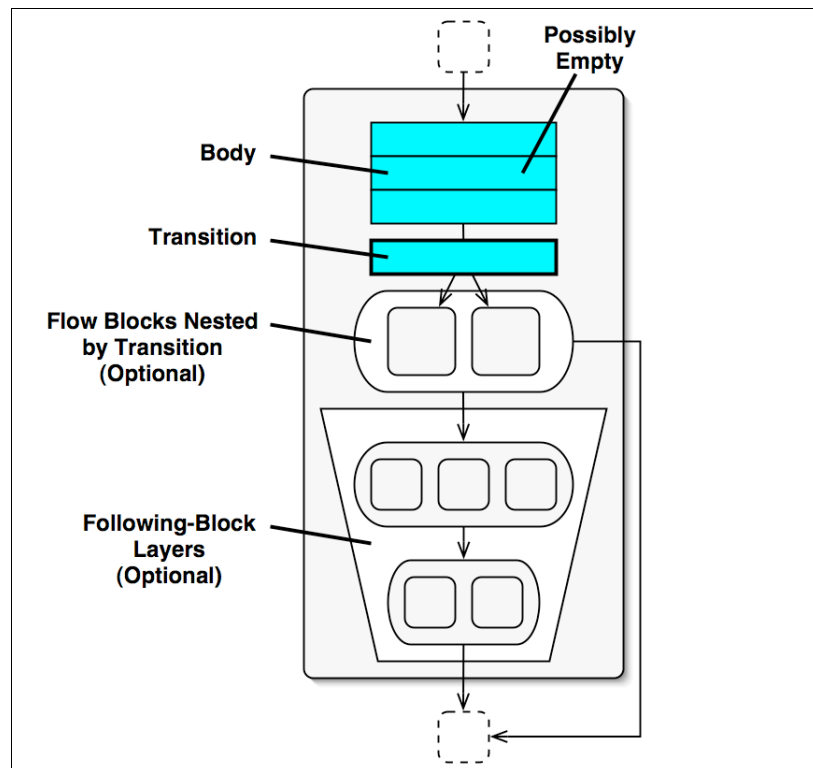 Possibly
Empty
Body
Transition
Flow Blocks Nested
by Transition
(Optional)
Following-Block
Layers
(Optional)